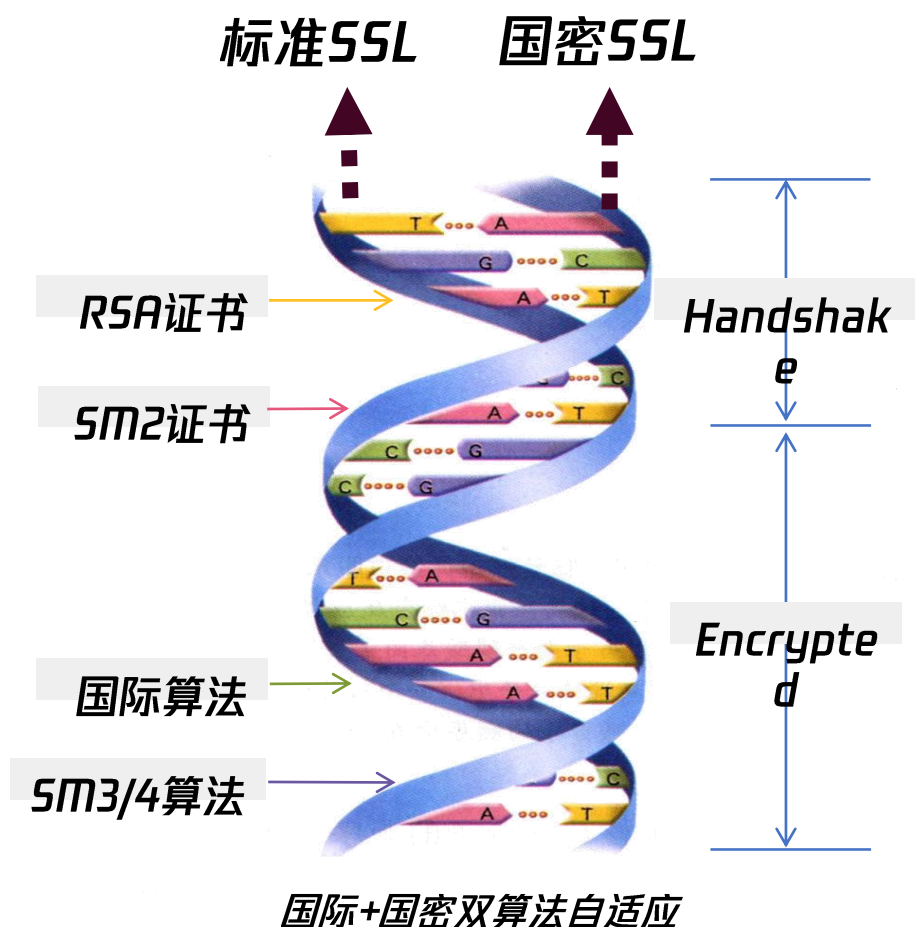 标准SSL
国密SSL
T A
G C
A T
RSA证书
Handshak
e
G C
A T
SM2证书
C G
C G
T A
C G
A T
Encrypte
d
A T
国际算法
C
SM3/4算法
A T
国际+国密双算法自适应